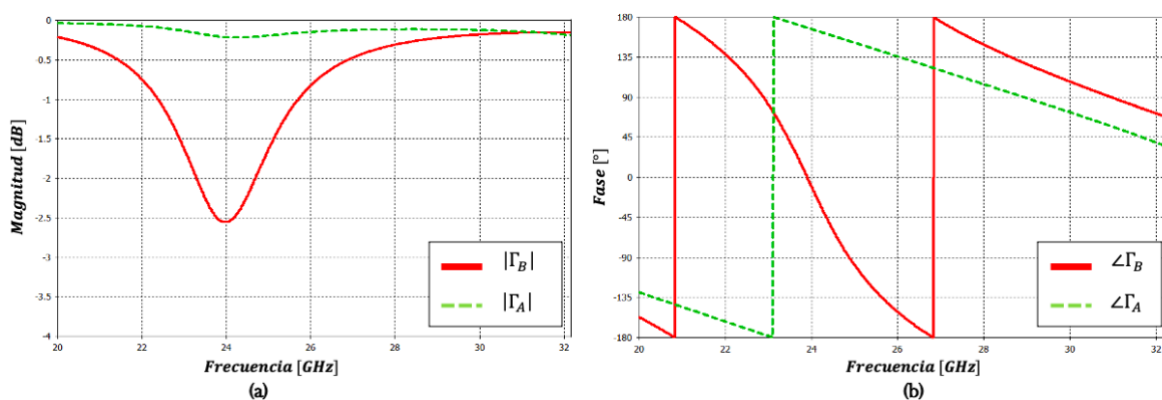 0
-0.5
-1
-1.5
-2
-2.5
-3
-3.5
-4
Magnitud [dB]
|Γ_B|
|Γ_A|
20 22 24 26 28 30 32
Frecuencia [GHz]
(a)
180
135
90
45
0
-45
-90
-135
-180
Fase [°]
∠Γ_B
∠Γ_A
20 22 24 26 28 30 32
Frecuencia [GHz]
(b)